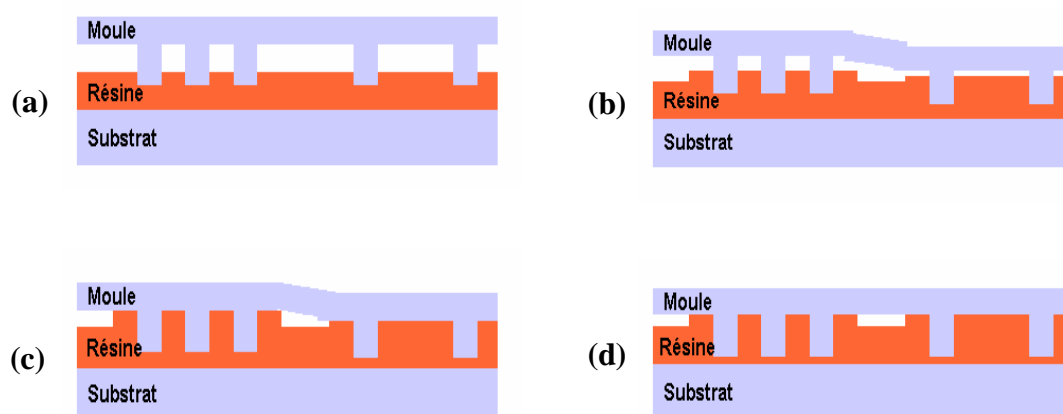 (a)
Moule
Résine
Substrat
(b)
Moule
Résine
Substrat
(c)
Moule
Résine
Substrat
(d)
Moule
Résine
Substrat